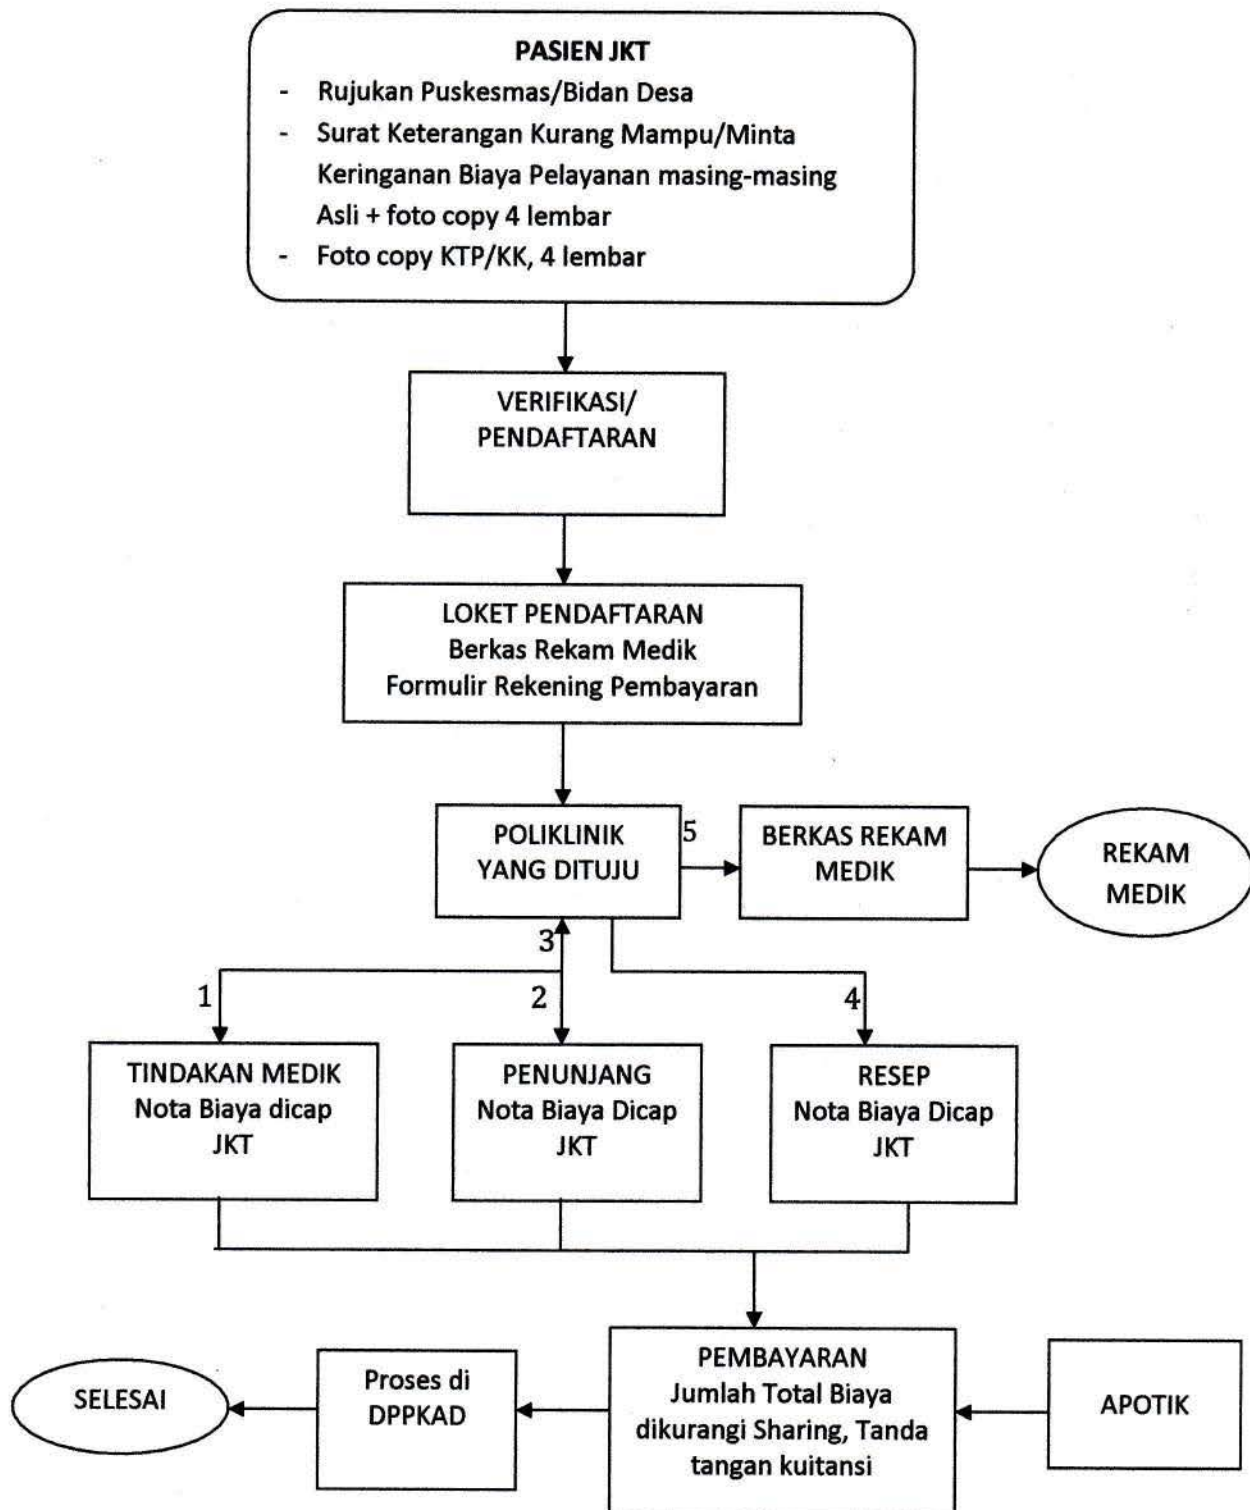 PASIEN JKT
- Rujukan Puskesmas/Bidan Desa
- Surat Keterangan Kurang Mampu/Minta
Keringanan Biaya Pelayanan masing-masing
Asli + foto copy 4 lembar
- Foto copy KTP/KK, 4 lembar
VERIFIKASI/
PENDAFTARAN
LOKET PENDAFTARAN
Berkas Rekam Medik
Formulir Rekening Pembayaran
POLIKLINIK
YANG DITUJU
5
BERKAS REKAM
MEDIK
REKAM
MEDIK
3
1
2
4
TINDAKAN MEDIK
Nota Biaya dicap
JKT
PENUNJANG
Nota Biaya Dicap
JKT
RESEP
Nota Biaya Dicap
JKT
SELESAI
Proses di
DPPKAD
PEMBAYARAN
Jumlah Total Biaya
dikurangi Sharing, Tanda
tangan kuitansi
APOTIK